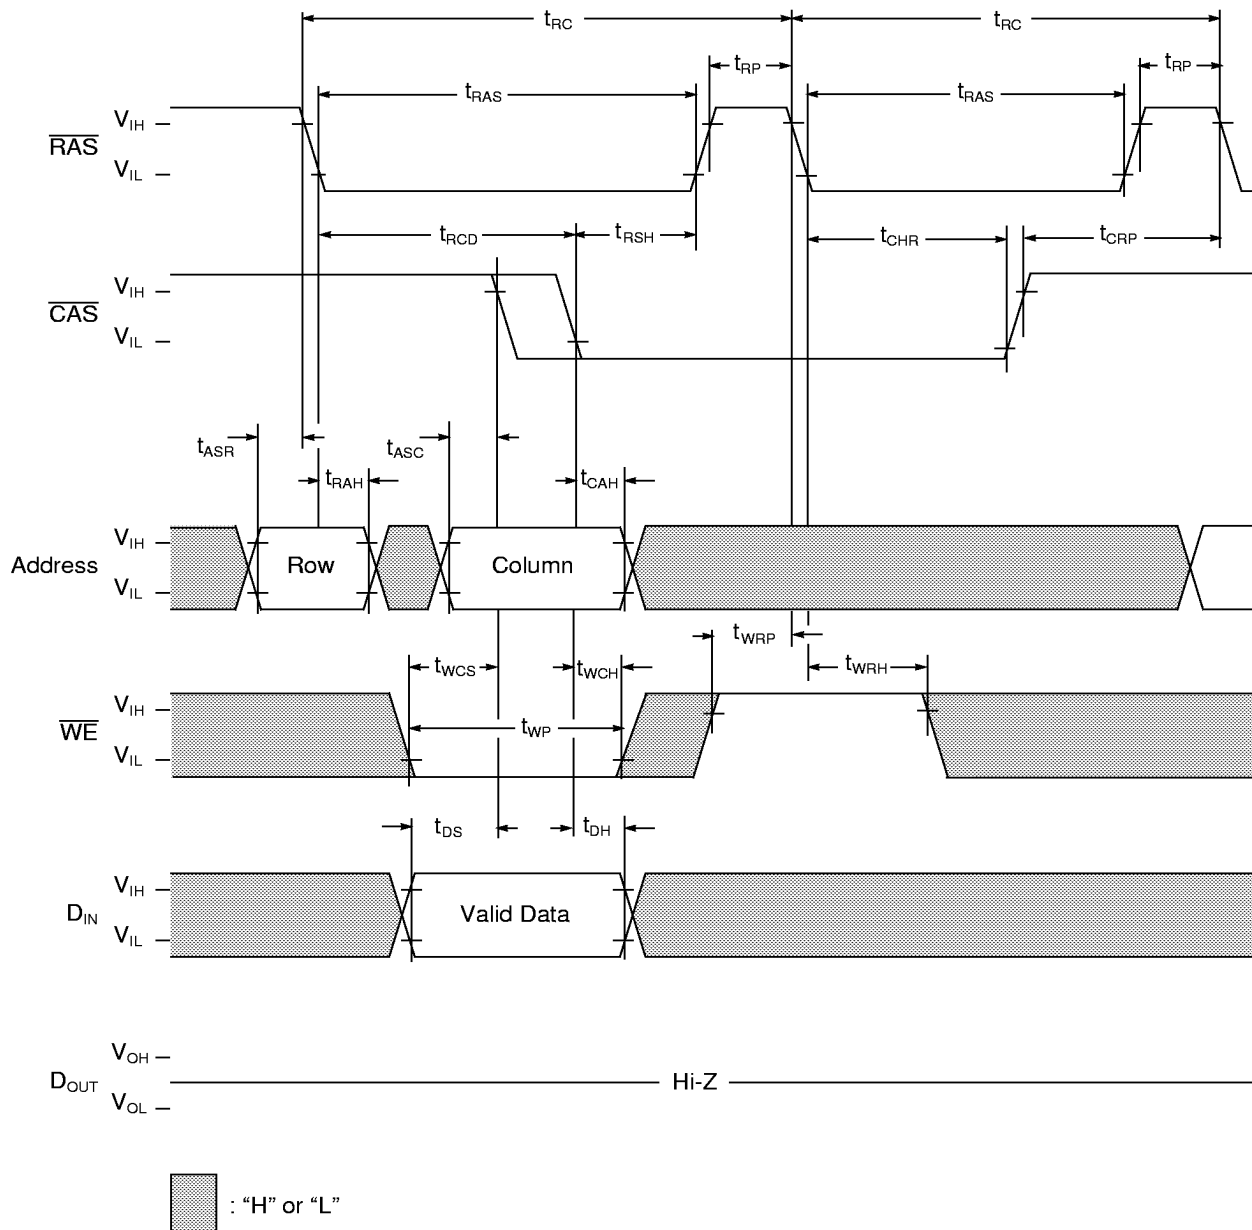 tRC tRC
tRP tRP
tRAS tRAS
RAS VIH
VIL
tRCD tRSH tCHR tCRP
CAS VIH
VIL
tASR tASC
tRAH tCAH
Address VIH
VIL
Row Column
tWRP
tWCS tWCH tWRH
WE VIH
VIL
tWP
tDS tDH
DIN VIH
VIL
Valid Data
DOUT VOH
VOL
Hi-Z
: “H” or “L”